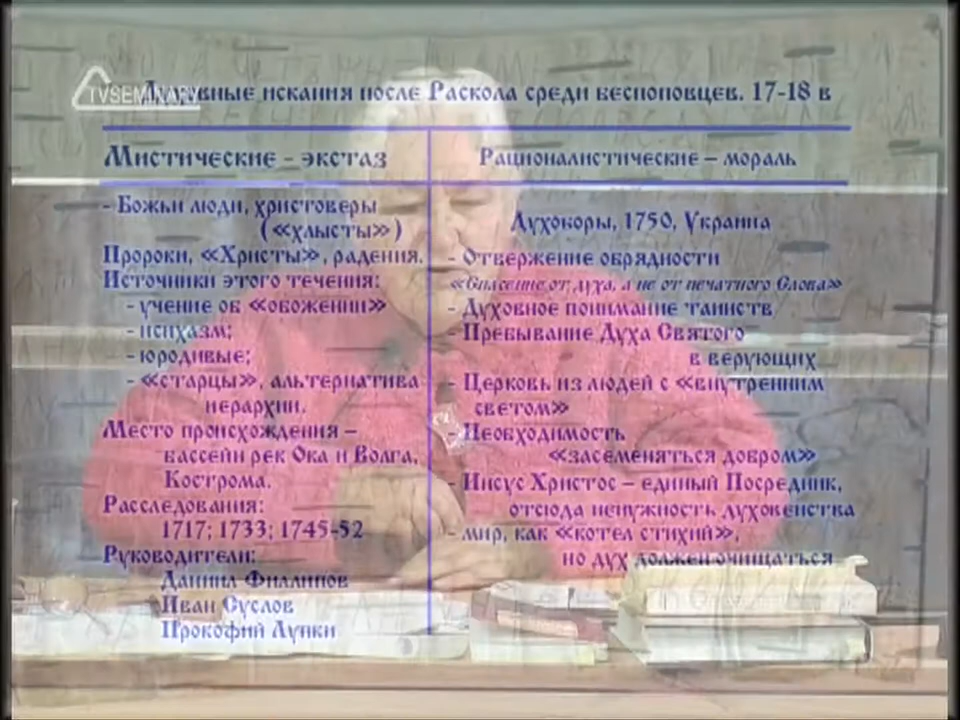 TVSEMINARY
Духовные искания после Раскола среди беспоповцев. 17-18 в
Мистические - экстаз
- Божьи люди, христоверы
(«хлысты»)
Пророки, «Христы», радения.
Источники этого течения:
- учение об «обожении»
- исихазм;
- юродивые;
- «старцы», альтернатива
иерархии.
Место происхождения –
бассейн рек Ока и Волга,
Кострома.
Расследования:
1717; 1733; 1745-52
Руководители:
Даниил Филлипов
Иван Суслов
Прокофий Лупки
Рационалистические – мораль
Духоборы, 1750, Украина
- Отвержение обрядности
«Спасение от духа, а не от печатного Слова»
- Духовное понимание таинств
- Пребывание Духа Святого
в верующих
- Церковь из людей с «внутренним
светом»
- Необходимость
«засеменяться добром»
- Иисус Христос – единый Посредник,
отсюда ненужность духовенства
- мир, как «котел стихий»,
но дух должен очищаться